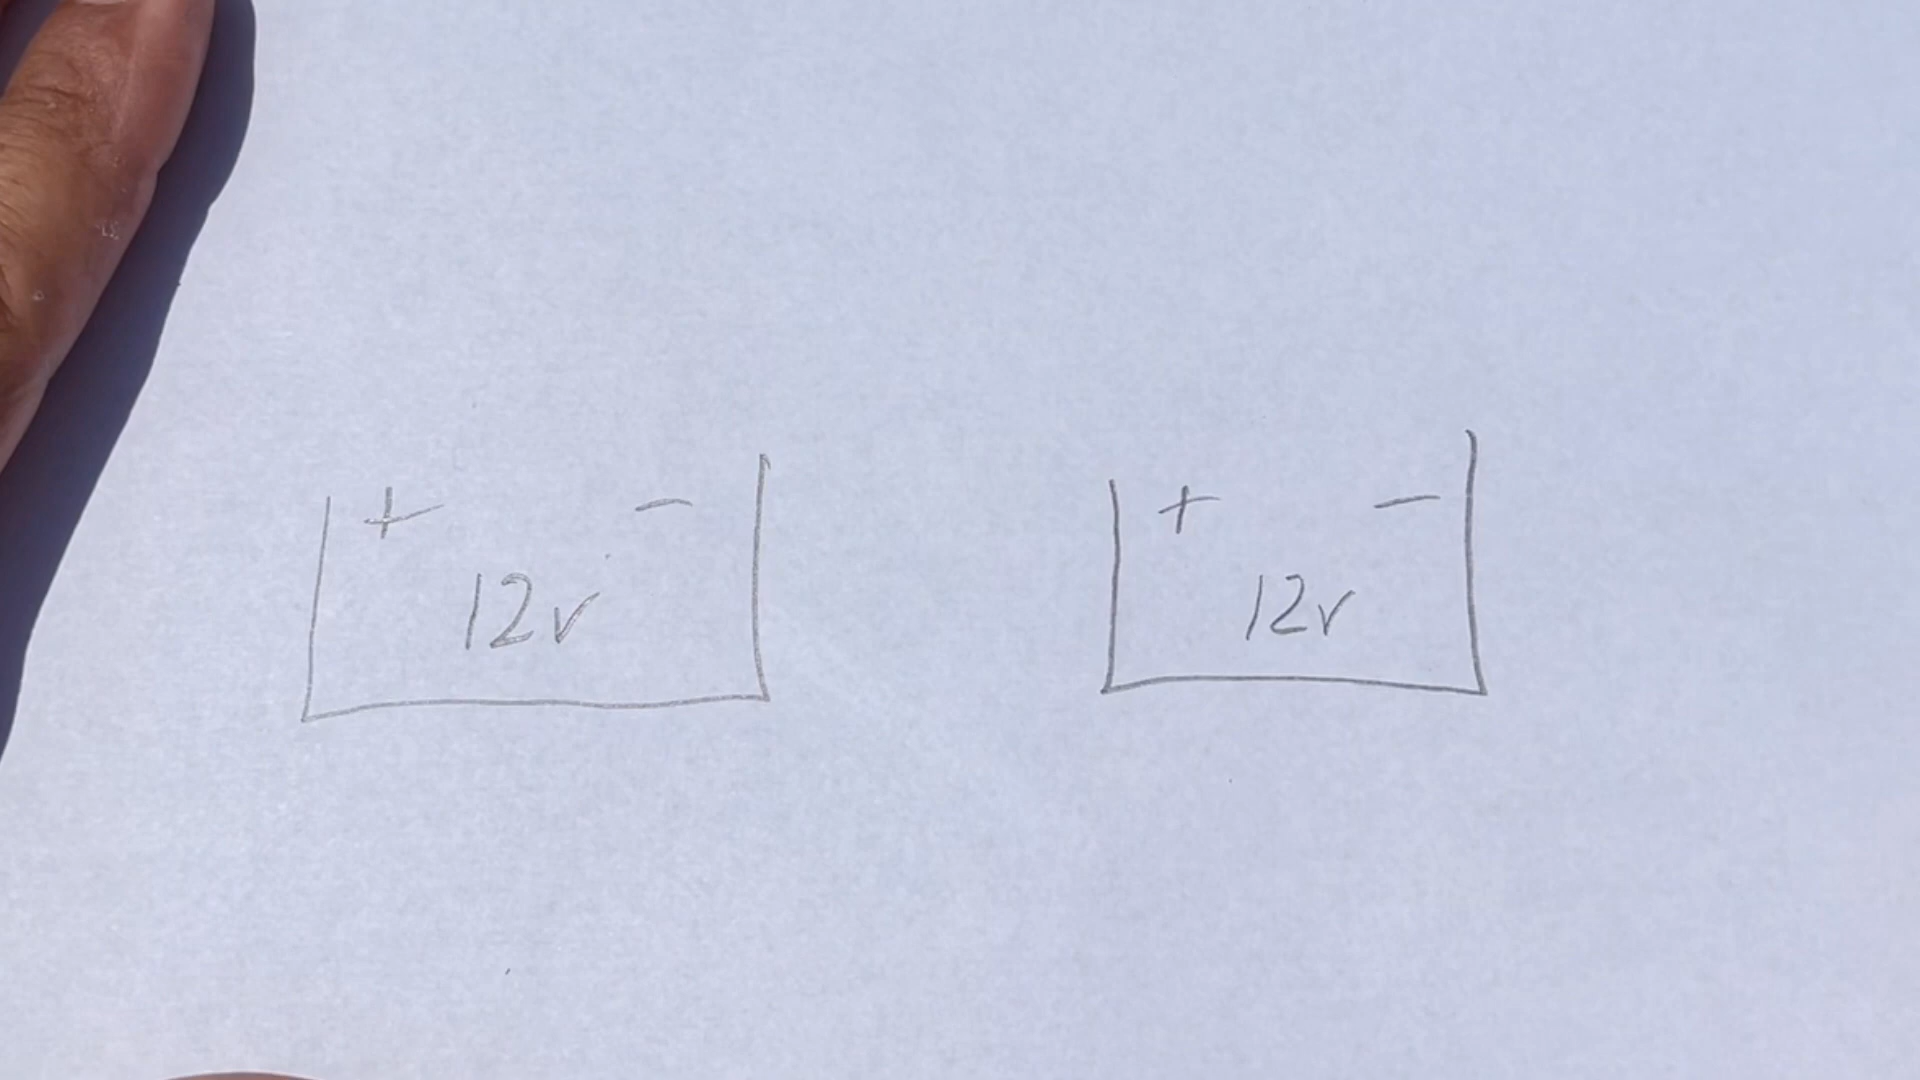 + − + −
12v 12v